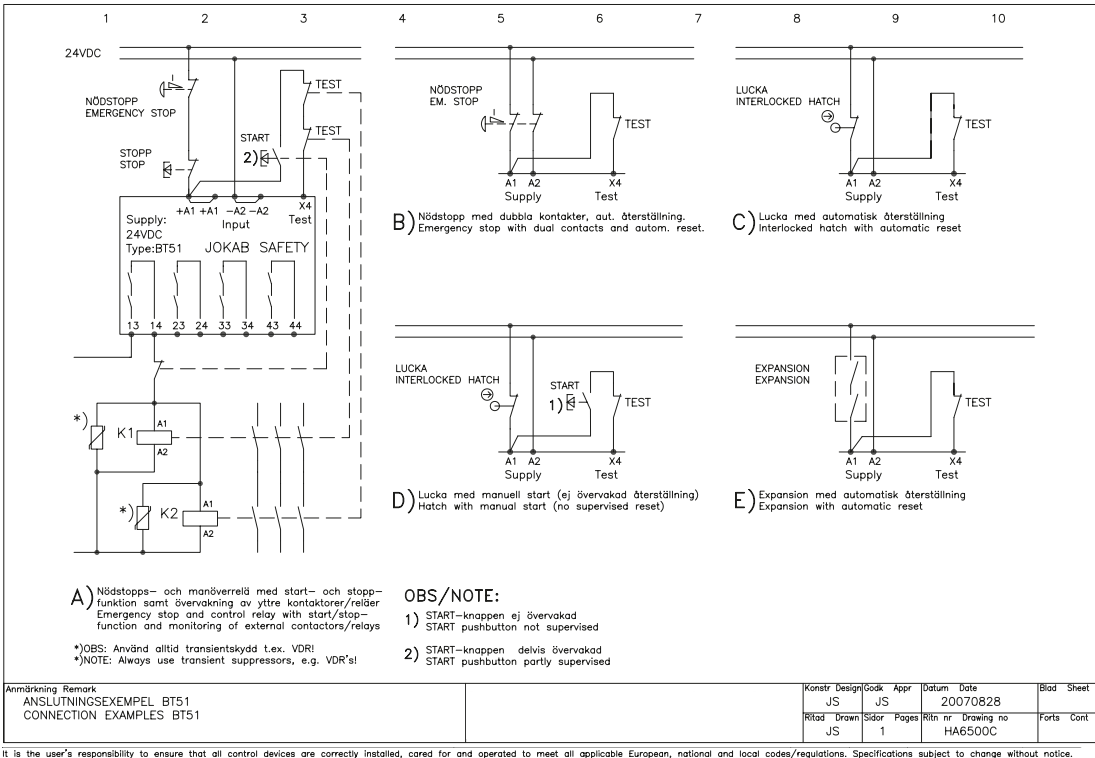 1 2 3 4 5 6 7 8 9 10
24VDC
NÖDSTOPP
EMERGENCY STOP
TEST
TEST
START
2)
STOPP
STOP
+A1 +A1 -A2 -A2 X4
Input Test
Supply:
24VDC
Type:BT51 JOKAB SAFETY
13 14 23 24 33 34 43 44
*)
K1
A1
A2
*)
K2
A1
A2
A) Nödstopps- och manöverrelä med start- och stopp-
funktion samt övervakning av yttre kontaktorer/reläer
Emergency stop and control relay with start/stop-
function and monitoring of external contactors/relays
*)OBS: Använd alltid transientskydd t.ex. VDR!
*)NOTE: Always use transient suppressors, e.g. VDR's!
NÖDSTOPP
EM. STOP
TEST
A1 A2 X4
Supply Test
B) Nödstopp med dubbla kontakter, aut. återställning.
Emergency stop with dual contacts and autom. reset.
LUCKA
INTERLOCKED HATCH
TEST
A1 A2 X4
Supply Test
C) Lucka med automatisk återställning
Interlocked hatch with automatic reset
LUCKA
INTERLOCKED HATCH
START
1)
TEST
A1 A2 X4
Supply Test
D) Lucka med manuell start (ej övervakad återställning)
Hatch with manual start (no supervised reset)
EXPANSION
EXPANSION
TEST
A1 A2 X4
Supply Test
E) Expansion med automatisk återställning
Expansion with automatic reset
OBS/NOTE:
1) START-knappen ej övervakad
START pushbutton not supervised
2) START-knappen delvis övervakad
START pushbutton partly supervised
Anmärkning Remark
ANSLUTNINGSEXEMPEL BT51
CONNECTION EXAMPLES BT51
Konstr Design Godk Appr Datum Date Blad Sheet
JS JS 20070828
Ritad Drawn Sidor Pages Ritn nr Drawing no Forts Cont
JS 1 HA6500C
It is the user's responsibility to ensure that all control devices are correctly installed, cared for and operated to meet all applicable European, national and local codes/regulations. Specifications subject to change without notice.